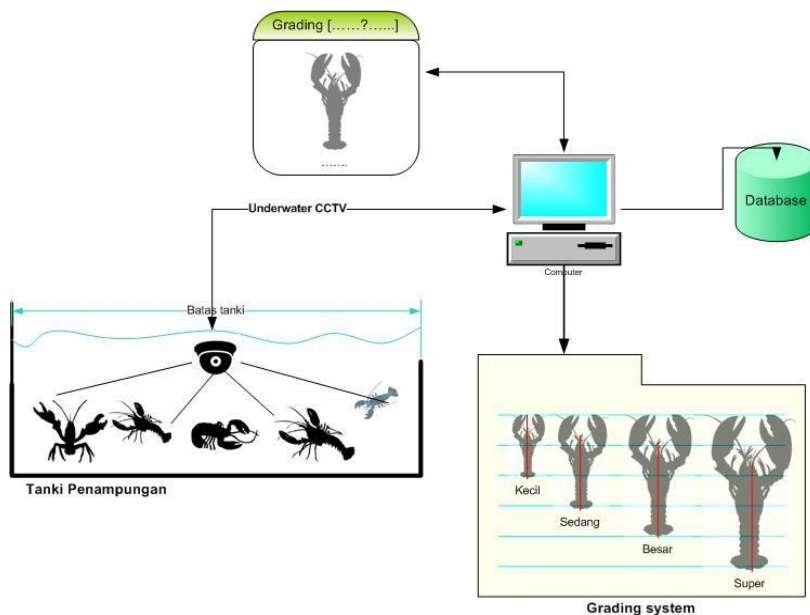 Grading [……?…...]
…….
Underwater CCTV
Database
Computer
Batas tanki
Tanki Penampungan
Kecil
Sedang
Besar
Super
Grading system